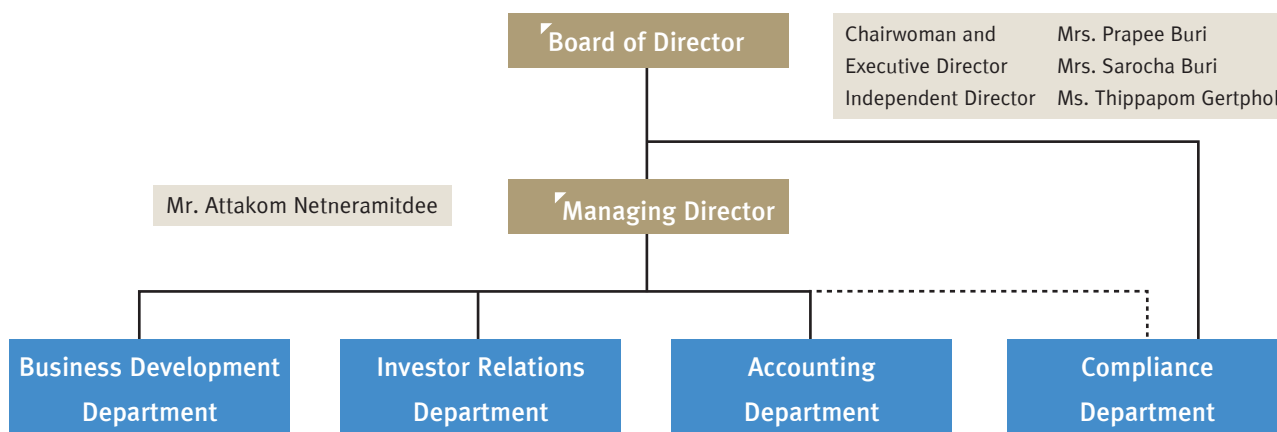 Board of Director
Chairwoman and Mrs. Prapee Buri
Executive Director Mrs. Sarocha Buri
Independent Director Ms. Thippapom Gertphol
Mr. Attakom Netneramitdee
Managing Director
Business Development
Department
Investor Relations
Department
Accounting
Department
Compliance
Department